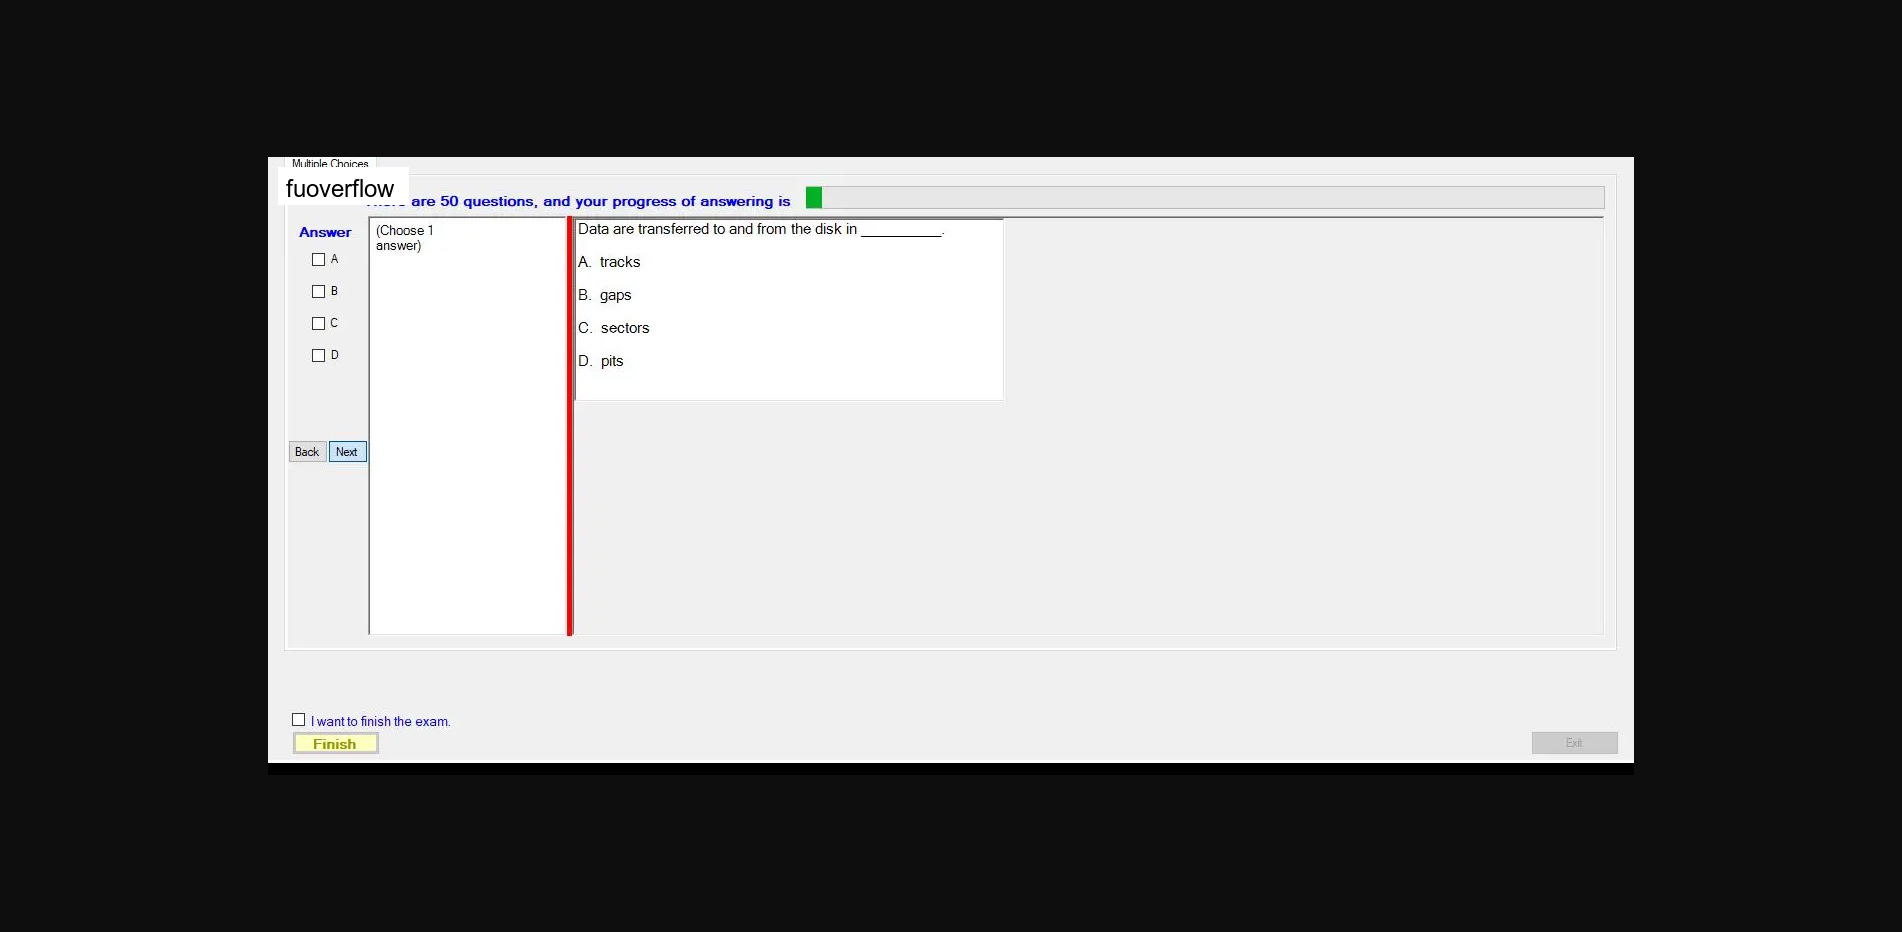 Multiple Choices
fuoverflow
are 50 questions, and your progress of answering is
Answer
A
B
C
D
Back Next
(Choose 1
answer)
Data are transferred to and from the disk in __________.
A. tracks
B. gaps
C. sectors
D. pits
I want to finish the exam.
Finish
Exit